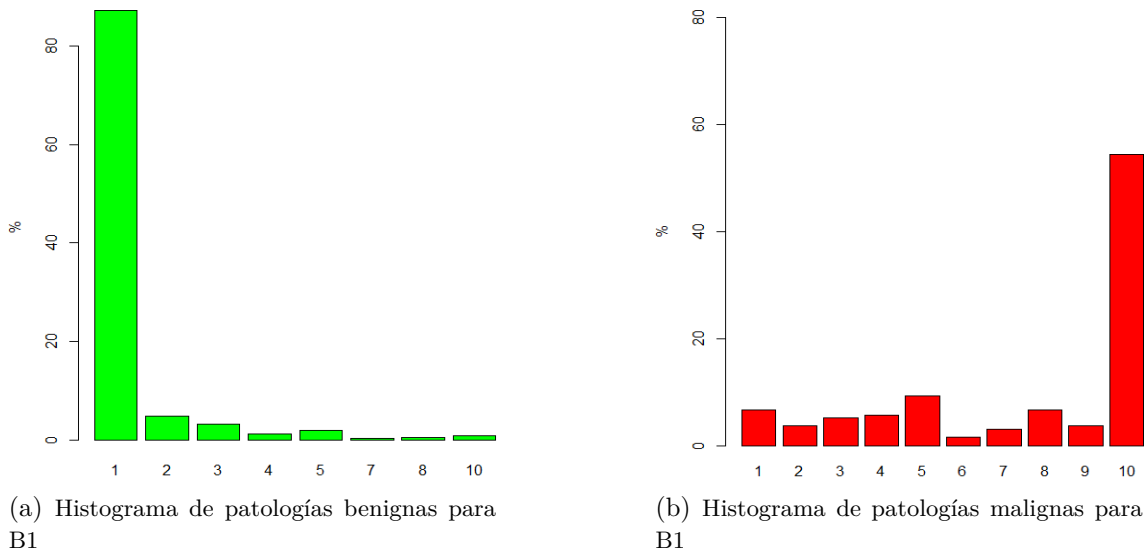 80
60
%
40
20
0
1 2 3 4 5 7 8 10
(a) Histograma de patologías benignas para
B1
80
60
%
40
20
0
1 2 3 4 5 6 7 8 9 10
(b) Histograma de patologías malignas para
B1